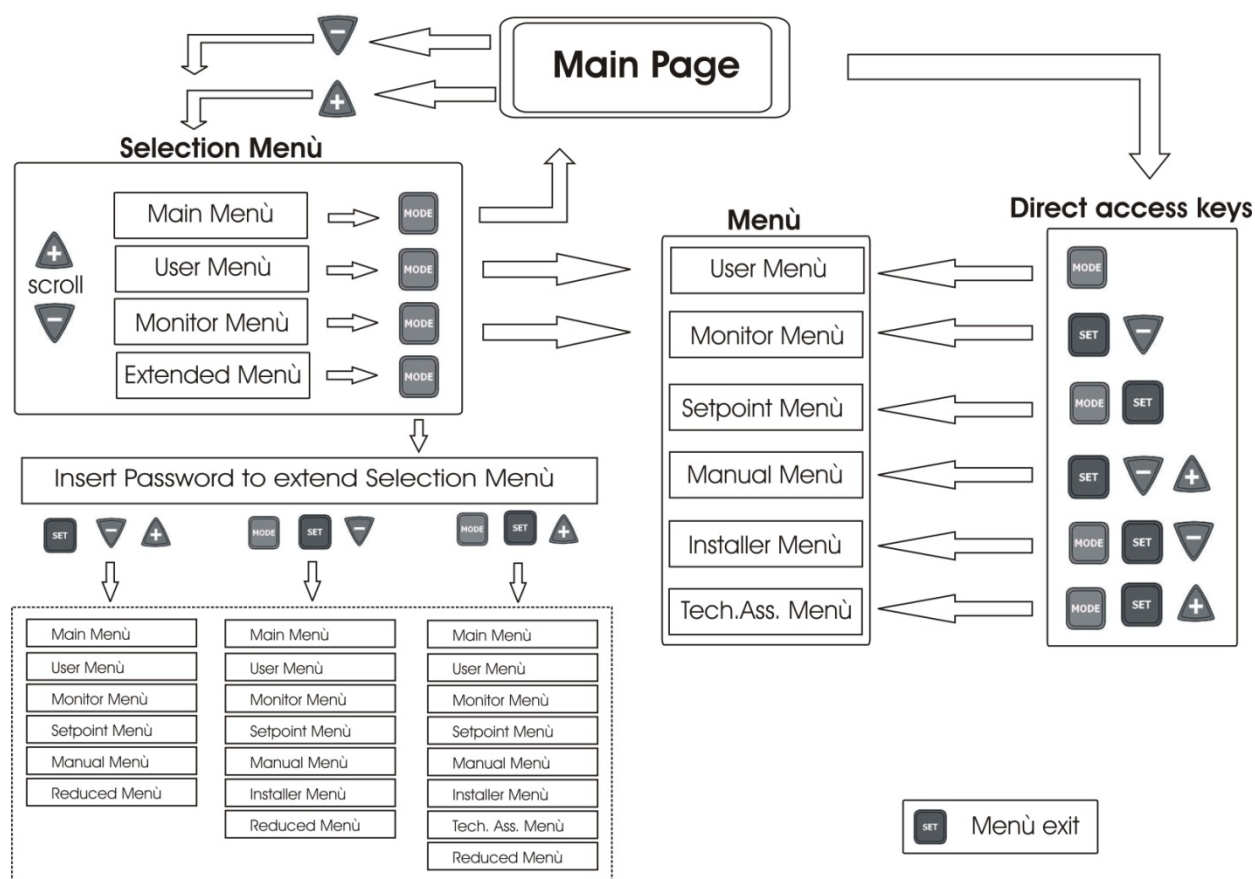 Main Page
Selection Menù
Main Menù
MODE
User Menù
MODE
scroll
Monitor Menù
MODE
Extended Menù
MODE
Insert Password to extend Selection Menù
SET
MODE
SET
MODE
SET
Main Menù
User Menù
Monitor Menù
Setpoint Menù
Manual Menù
Reduced Menù
Main Menù
User Menù
Monitor Menù
Setpoint Menù
Manual Menù
Installer Menù
Reduced Menù
Main Menù
User Menù
Monitor Menù
Setpoint Menù
Manual Menù
Installer Menù
Tech. Ass. Menù
Reduced Menù
Menù
User Menù
Monitor Menù
Setpoint Menù
Manual Menù
Installer Menù
Tech.Ass. Menù
Direct access keys
MODE
SET
MODE SET
SET
MODE SET
MODE SET
SET Menù exit